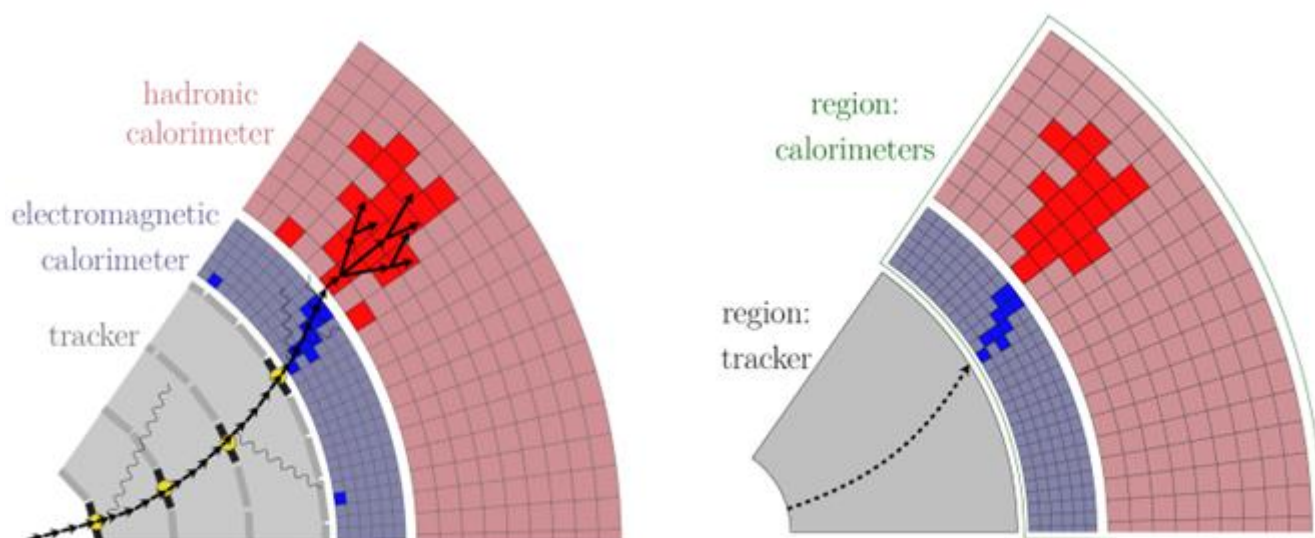 hadronic
calorimeter
electromagnetic
calorimeter
tracker
region:
calorimeters
region:
tracker